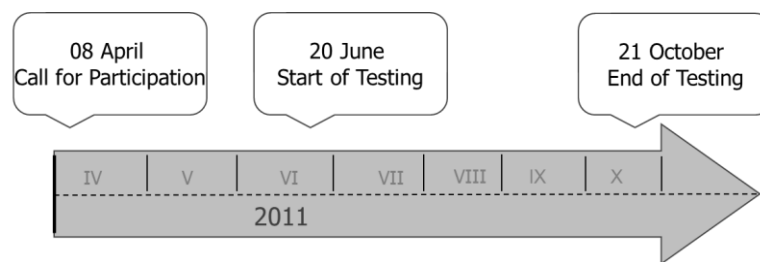 08 April
Call for Participation
20 June
Start of Testing
21 October
End of Testing
IV V VI VII VIII IX X
2011